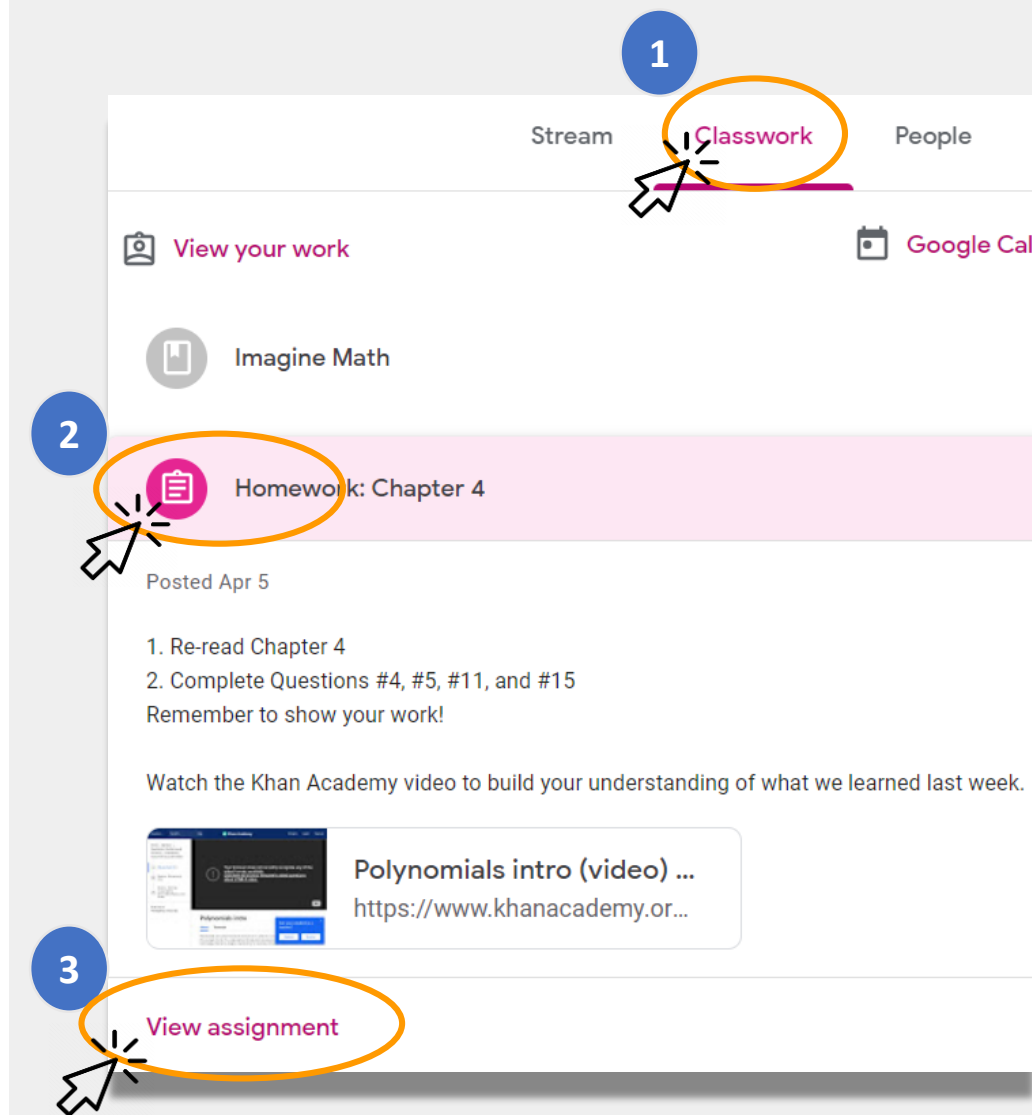 1
Stream Classwork People
View your work Google Cal
Imagine Math
2
Homework: Chapter 4
Posted Apr 5
1. Re-read Chapter 4
2. Complete Questions #4, #5, #11, and #15
Remember to show your work!
Watch the Khan Academy video to build your understanding of what we learned last week.
Polynomials intro (video) ...
https://www.khanacademy.or...
Polynomials intro
3
View assignment